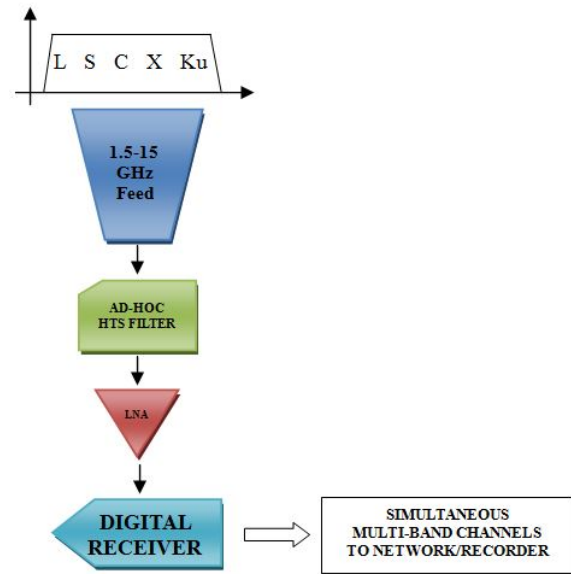 L S C X Ku
1.5-15
GHz
Feed
AD-HOC
HTS FILTER
LNA
DIGITAL
RECEIVER
SIMULTANEOUS
MULTI-BAND CHANNELS
TO NETWORK/RECORDER